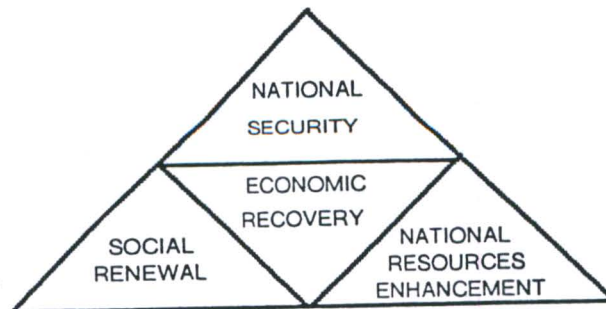 NATIONAL
SECURITY
ECONOMIC
RECOVERY
SOCIAL
RENEWAL
NATIONAL
RESOURCES
ENHANCEMENT